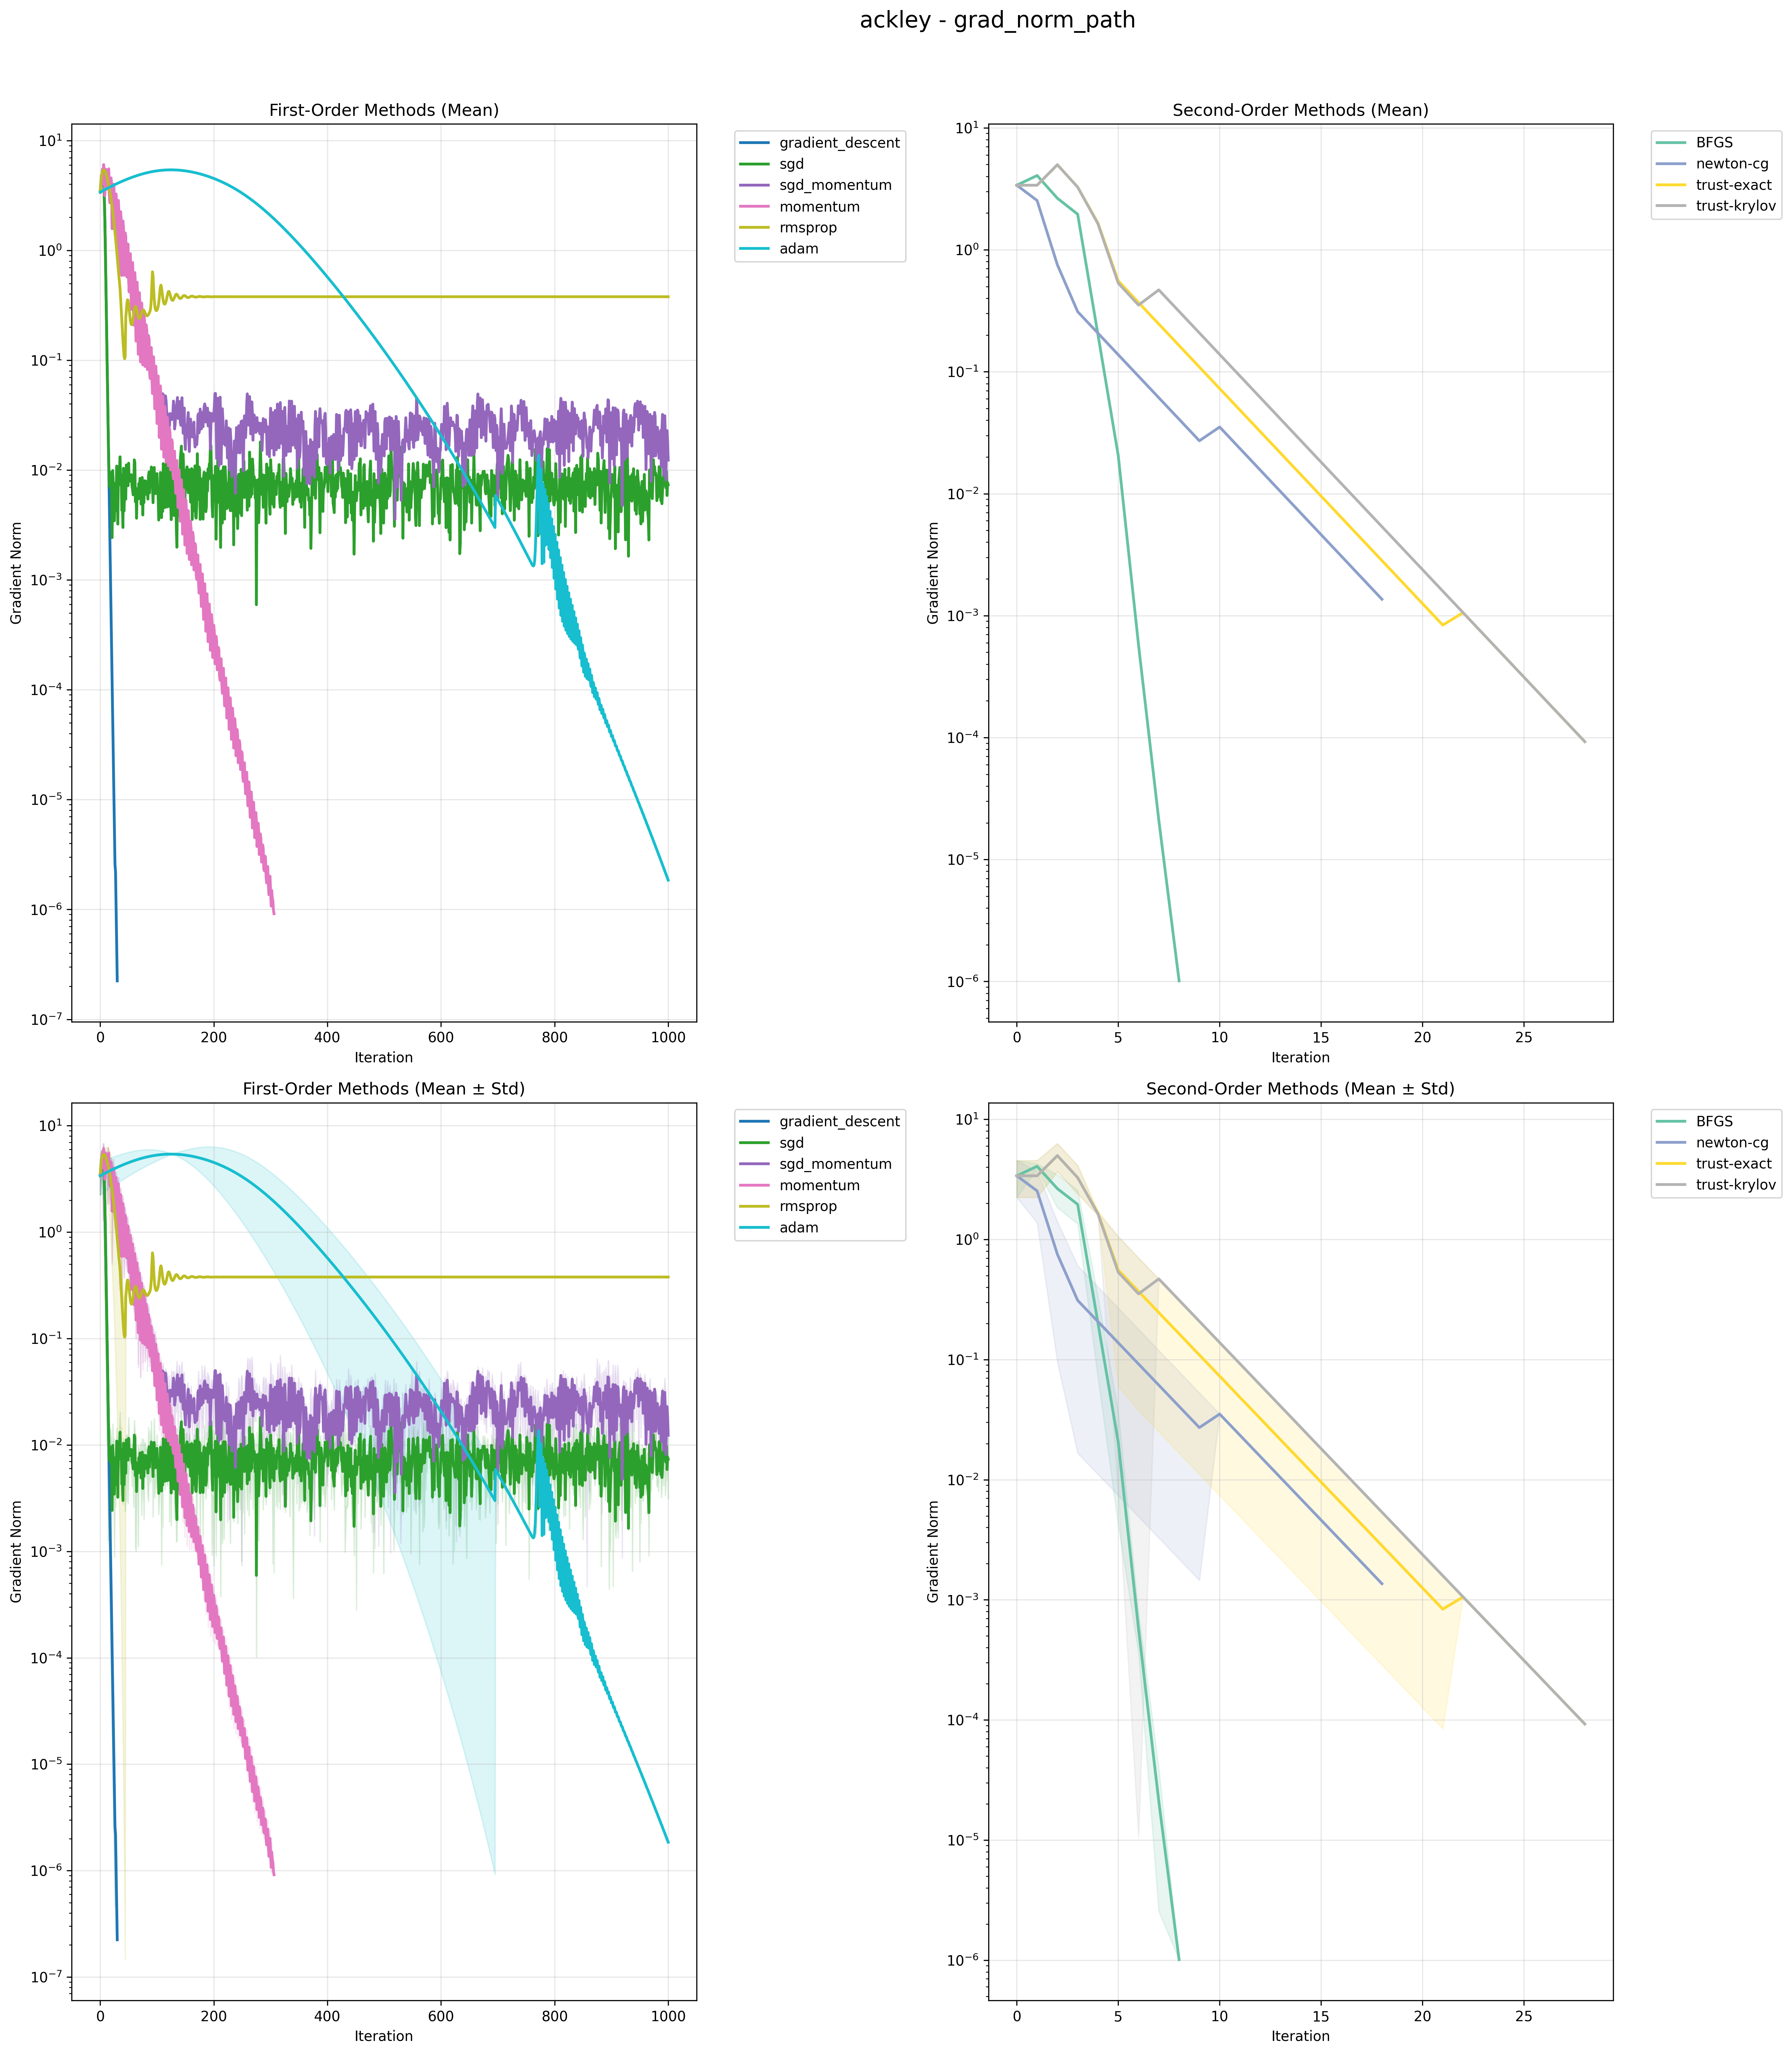 ackley - grad_norm_path
First-Order Methods (Mean)
10¹
10⁰
10⁻¹
10⁻²
10⁻³
10⁻⁴
10⁻⁵
10⁻⁶
10⁻⁷
Gradient Norm
0 200 400 600 800 1000
Iteration
gradient_descent
sgd
sgd_momentum
momentum
rmsprop
adam
Second-Order Methods (Mean)
10¹
10⁰
10⁻¹
10⁻²
10⁻³
10⁻⁴
10⁻⁵
10⁻⁶
Gradient Norm
0 5 10 15 20 25
Iteration
BFGS
newton-cg
trust-exact
trust-krylov
First-Order Methods (Mean ± Std)
10¹
10⁰
10⁻¹
10⁻²
10⁻³
10⁻⁴
10⁻⁵
10⁻⁶
10⁻⁷
Gradient Norm
0 200 400 600 800 1000
Iteration
gradient_descent
sgd
sgd_momentum
momentum
rmsprop
adam
Second-Order Methods (Mean ± Std)
10¹
10⁰
10⁻¹
10⁻²
10⁻³
10⁻⁴
10⁻⁵
10⁻⁶
Gradient Norm
0 5 10 15 20 25
Iteration
BFGS
newton-cg
trust-exact
trust-krylov